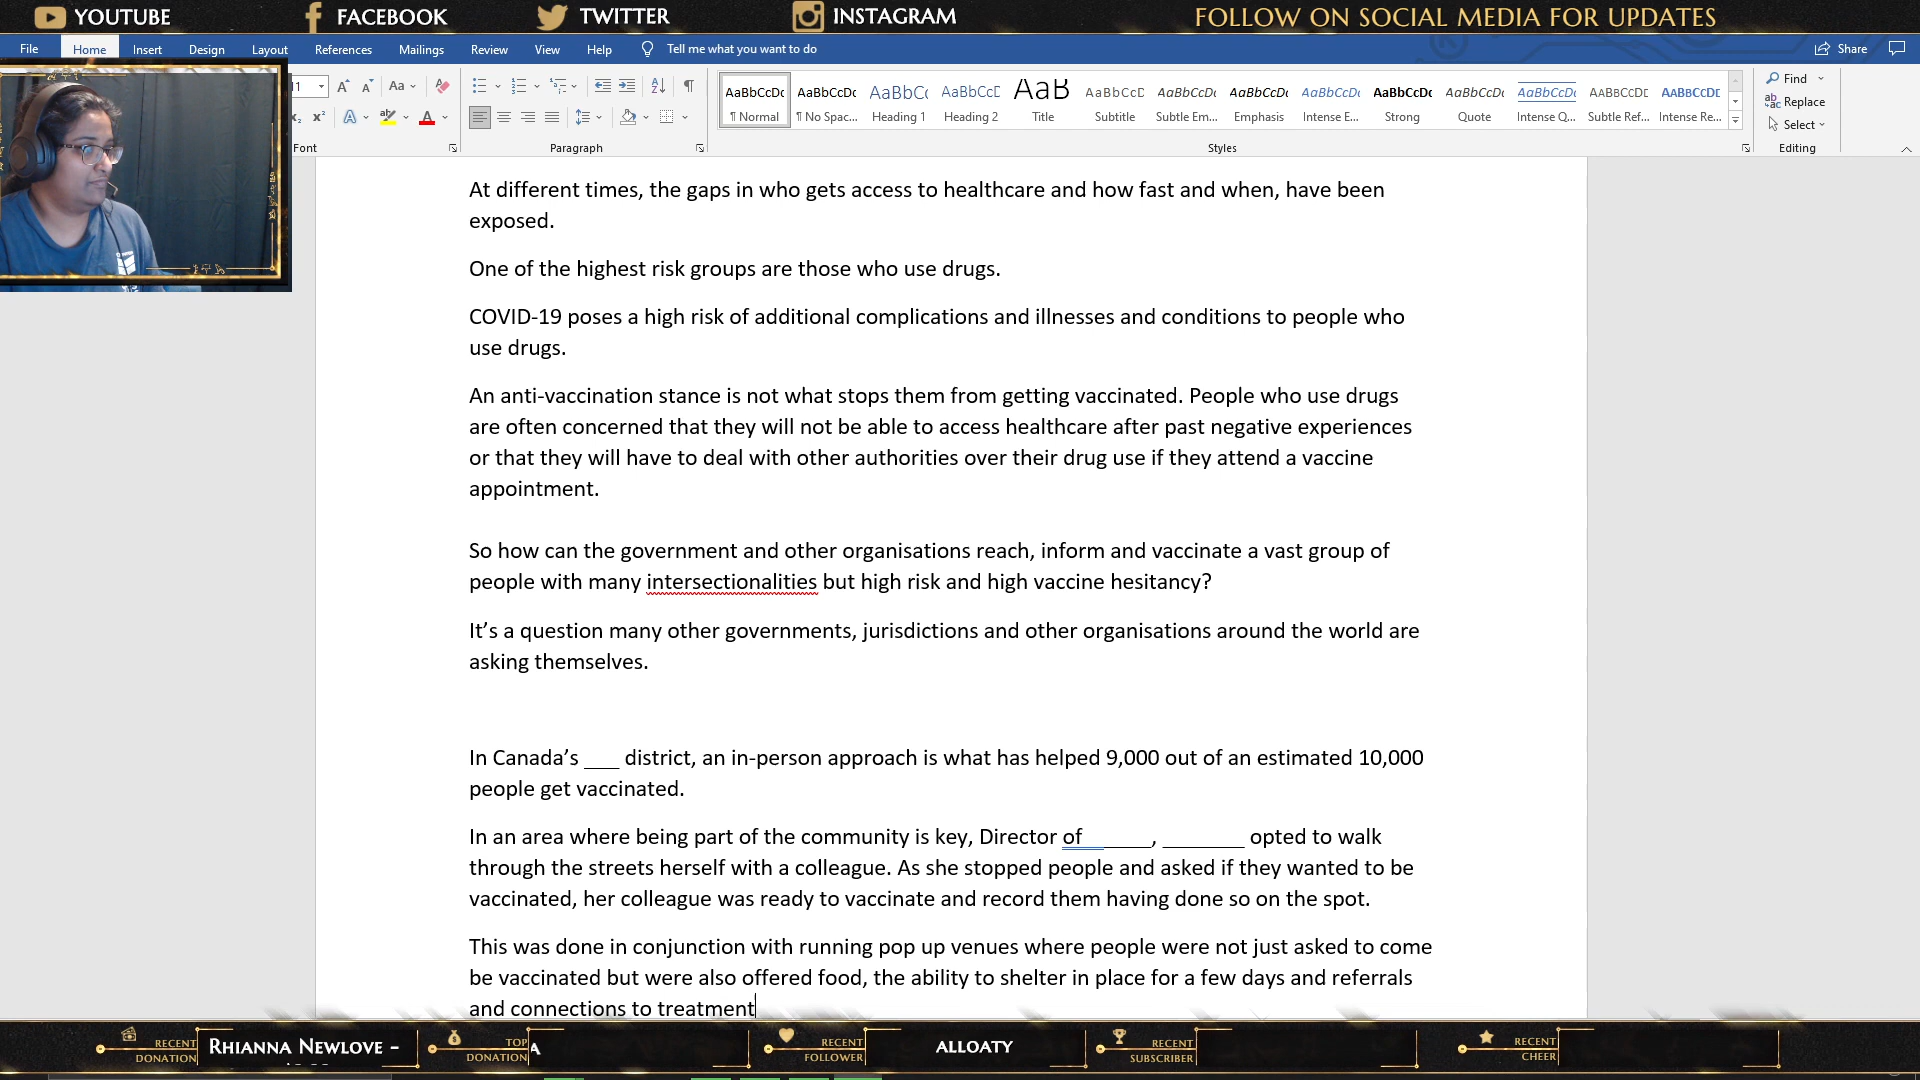 YOUTUBE FACEBOOK TWITTER INSTAGRAM FOLLOW ON SOCIAL MEDIA FOR UPDATES
File Home Insert Design Layout References Mailings Review View Help Tell me what you want to do Share
Aa
AaBbCcDc AaBbCcDc AaBbC AaBbCcD AaB AaBbCcD AaBbCcDc AaBbCcDc AaBbCcDc AaBbCcDc AaBbCcDc AaBbCcDc AABBCCDE AABBCCDE
¶ Normal ¶ No Spac... Heading 1 Heading 2 Title Subtitle Subtle Em... Emphasis Intense E... Strong Quote Intense Q... Subtle Ref... Intense Re...
Find
Replace
Select
Font Paragraph Styles Editing
At different times, the gaps in who gets access to healthcare and how fast and when, have been
exposed.
One of the highest risk groups are those who use drugs.
COVID-19 poses a high risk of additional complications and illnesses and conditions to people who
use drugs.
An anti-vaccination stance is not what stops them from getting vaccinated. People who use drugs
are often concerned that they will not be able to access healthcare after past negative experiences
or that they will have to deal with other authorities over their drug use if they attend a vaccine
appointment.
So how can the government and other organisations reach, inform and vaccinate a vast group of
people with many intersectionalities but high risk and high vaccine hesitancy?
It’s a question many other governments, jurisdictions and other organisations around the world are
asking themselves.
In Canada’s ___ district, an in-person approach is what has helped 9,000 out of an estimated 10,000
people get vaccinated.
In an area where being part of the community is key, Director of______, _______ opted to walk
through the streets herself with a colleague. As she stopped people and asked if they wanted to be
vaccinated, her colleague was ready to vaccinate and record them having done so on the spot.
This was done in conjunction with running pop up venues where people were not just asked to come
be vaccinated but were also offered food, the ability to shelter in place for a few days and referrals
and connections to treatment
RECENT DONATION RHIANNA NEWLOVE - TOP DONATION A RECENT FOLLOWER ALLOATY RECENT SUBSCRIBER RECENT CHEER